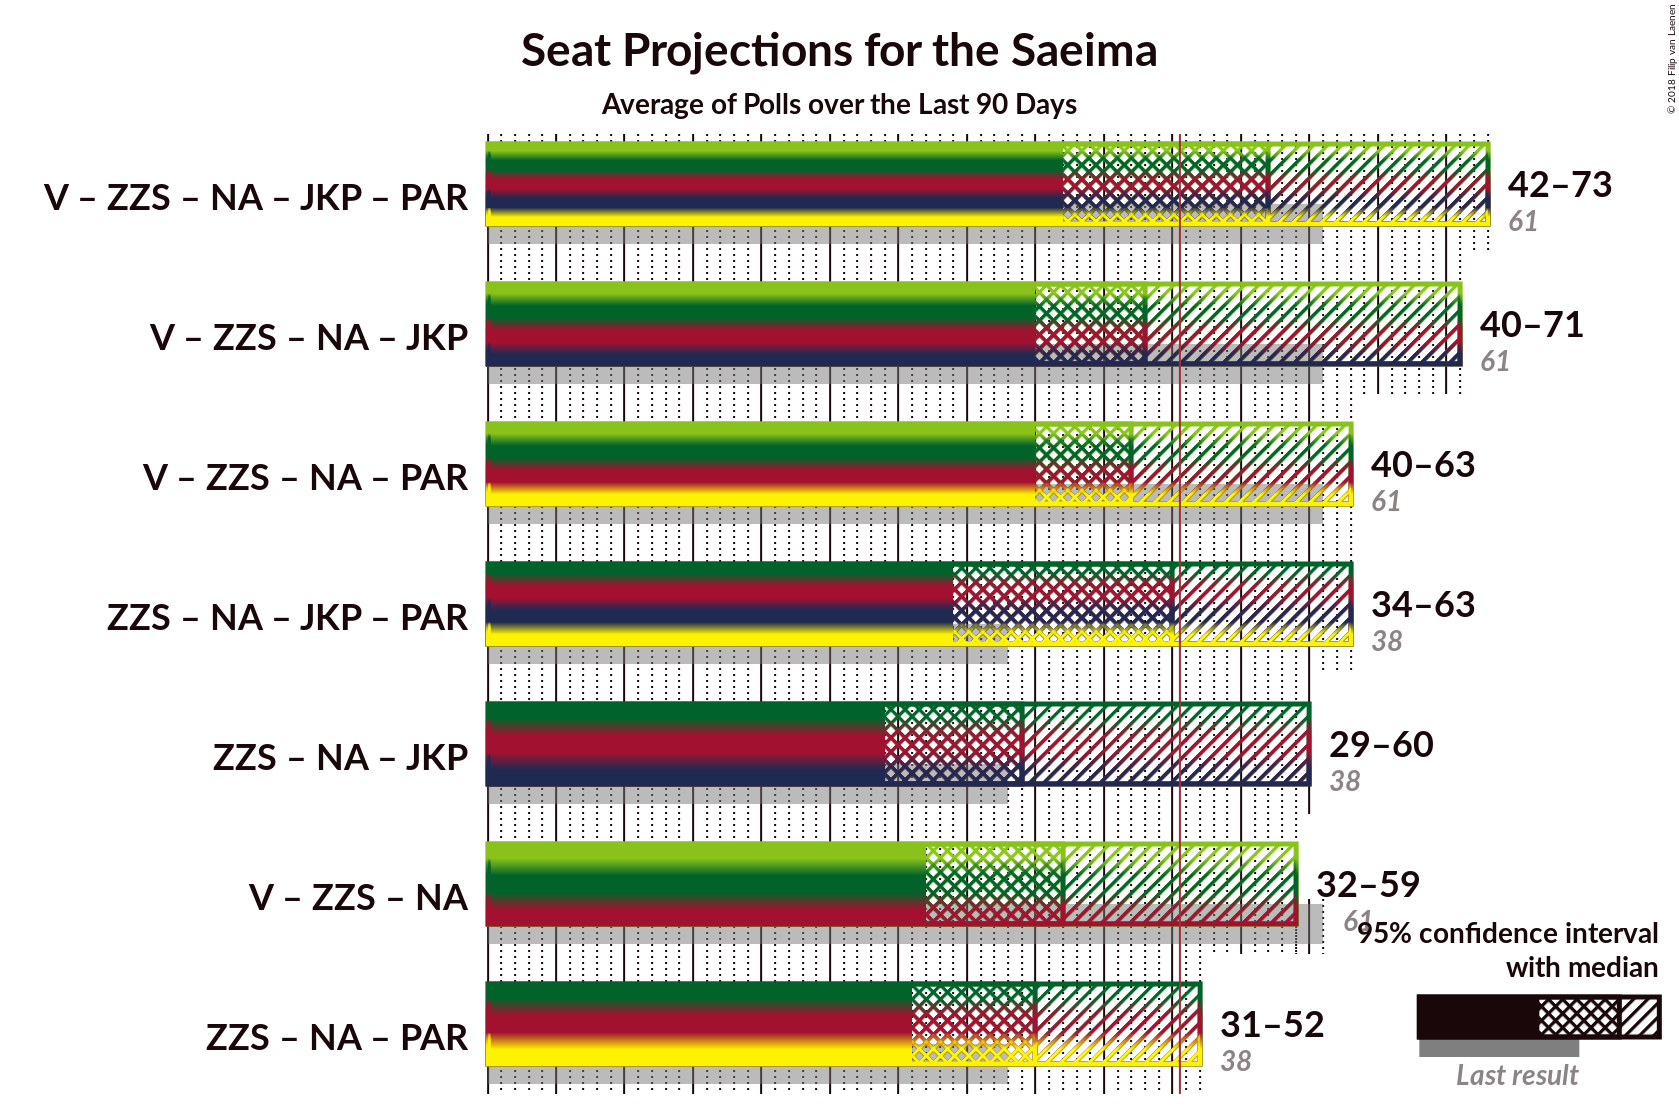 Seat Projections for the Saeima
Average of Polls over the Last 90 Days
© 2018 Filip van Laenen
V – ZZS – NA – JKP – PAR
42–73
61
V – ZZS – NA – JKP
40–71
61
V – ZZS – NA – PAR
40–63
61
ZZS – NA – JKP – PAR
34–63
38
ZZS – NA – JKP
29–60
38
V – ZZS – NA
32–59
61
ZZS – NA – PAR
31–52
38
95% confidence interval
with median
Last result